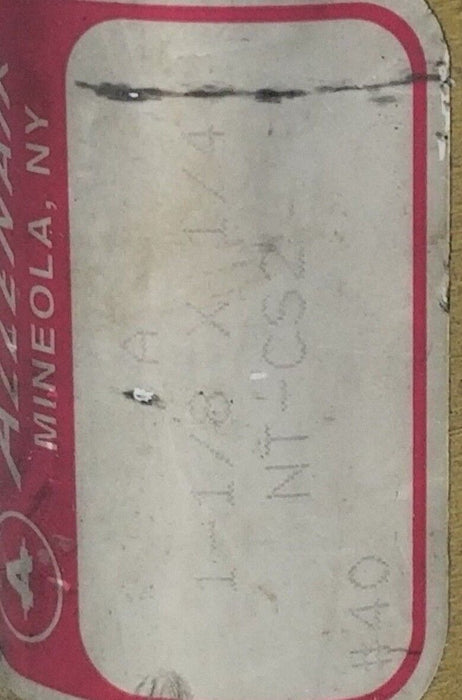 MINEOLA, NY
A
1-1/8 X 1/4
NT-CS2
#40